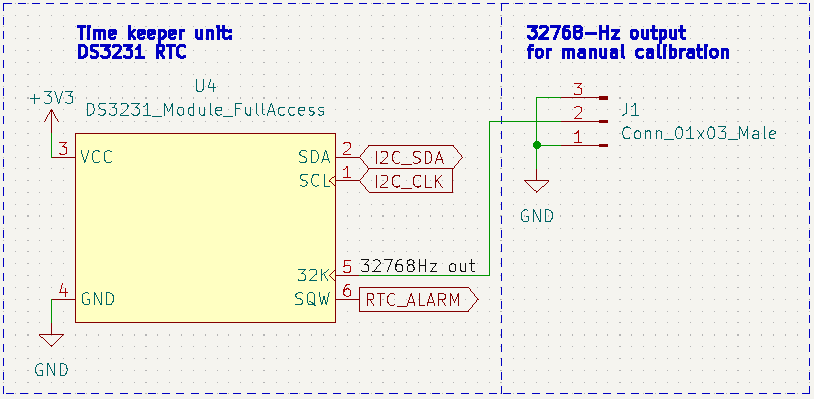 Time keeper unit:
DS3231 RTC
U4
DS3231_Module_FullAccess
+3V3
3
VCC
SDA
2
I2C_SDA
SCL
1
I2C_CLK
32K
5
32768Hz out
4
GND
SQW
6
RTC_ALARM
GND
32768-Hz output
for manual calibration
3
J1
2
Conn_01x03_Male
1
GND